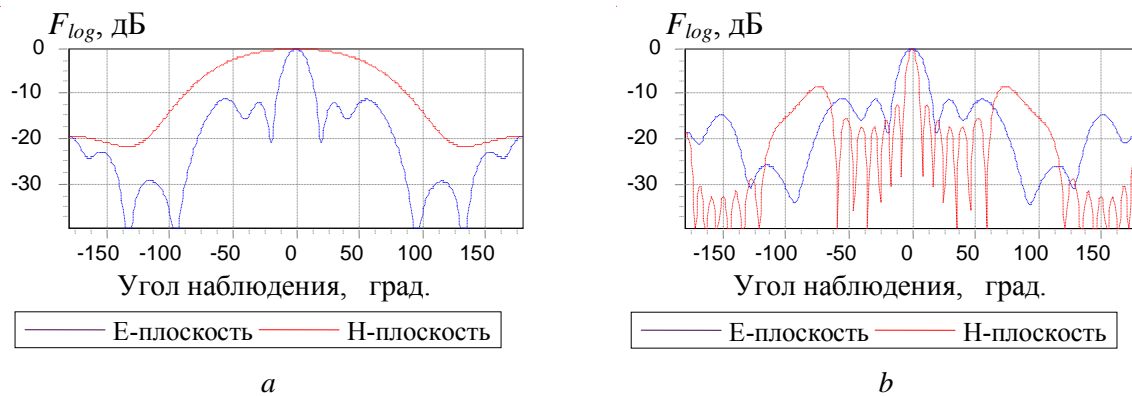 F_log, дБ
0
-10
-20
-30
-150 -100 -50 0 50 100 150
Угол наблюдения, град.
E-плоскость H-плоскость
a
F_log, дБ
0
-10
-20
-30
-150 -100 -50 0 50 100 150
Угол наблюдения, град.
E-плоскость H-плоскость
b